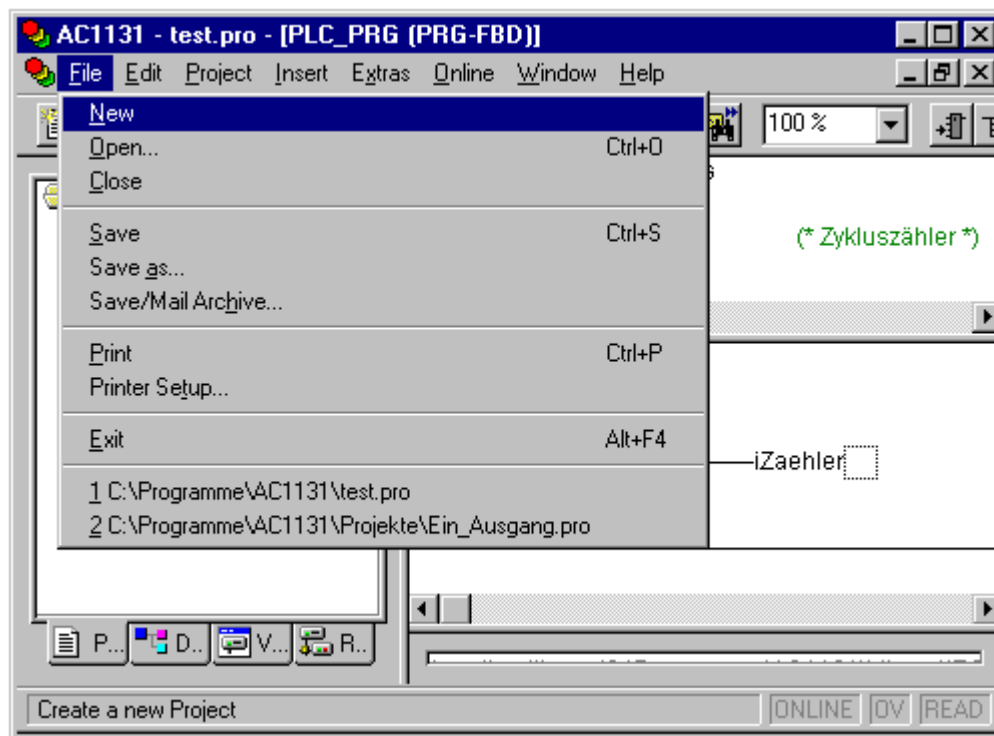 AC1131 - test.pro - [PLC_PRG (PRG-FBD)]
File Edit Project Insert Extras Online Window Help
100 %
New
Open... Ctrl+O
Close
Save Ctrl+S
Save as...
Save/Mail Archive...
Print Ctrl+P
Printer Setup...
Exit Alt+F4
1 C:\Programme\AC1131\test.pro
2 C:\Programme\AC1131\Projekte\Ein_Ausgang.pro
(* Zykluszähler *)
iZaehler
P... D.. V... R..
Create a new Project ONLINE OV READ